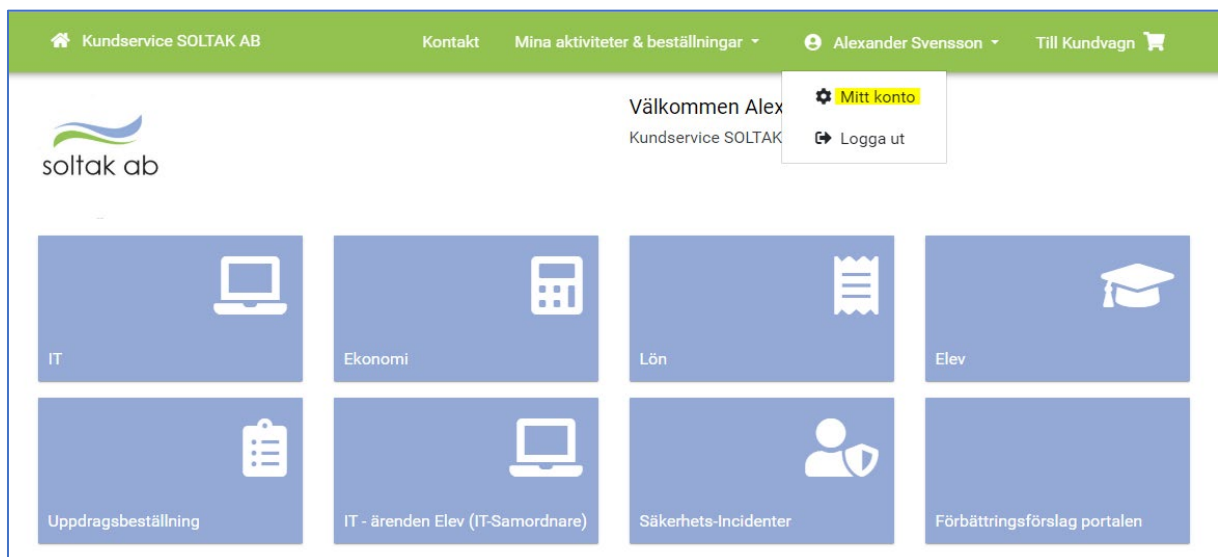 Kundservice SOLTAK AB
Kontakt
Mina aktiviteter & beställningar
Alexander Svensson
Till Kundvagn
Mitt konto
Logga ut
Välkommen Alex
Kundservice SOLTAK
soltak ab
IT
Ekonomi
Lön
Elev
Uppdragsbeställning
IT - ärenden Elev (IT-Samordnare)
Säkerhets-Incidenter
Förbättringsförslag portalen